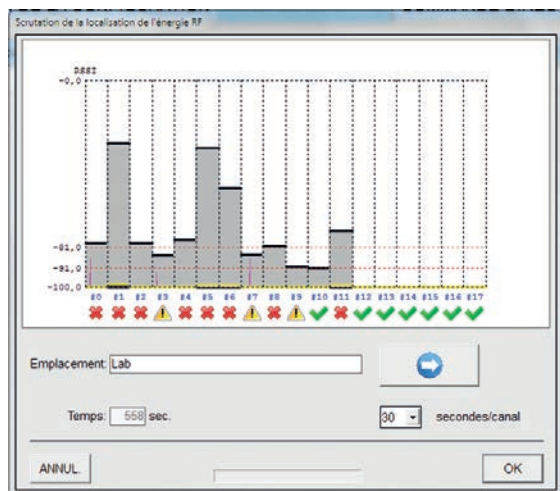 Scrutation de la localisation de l'énergie RF
RSSI
-0,0
-81,0
-91,0
-100,0
#0 #1 #2 #3 #4 #5 #6 #7 #8 #9 #10 #11 #12 #13 #14 #15 #16 #17
Emplacement: Lab
Temps: 558 sec. 30 secondes/canal
ANNUL. OK